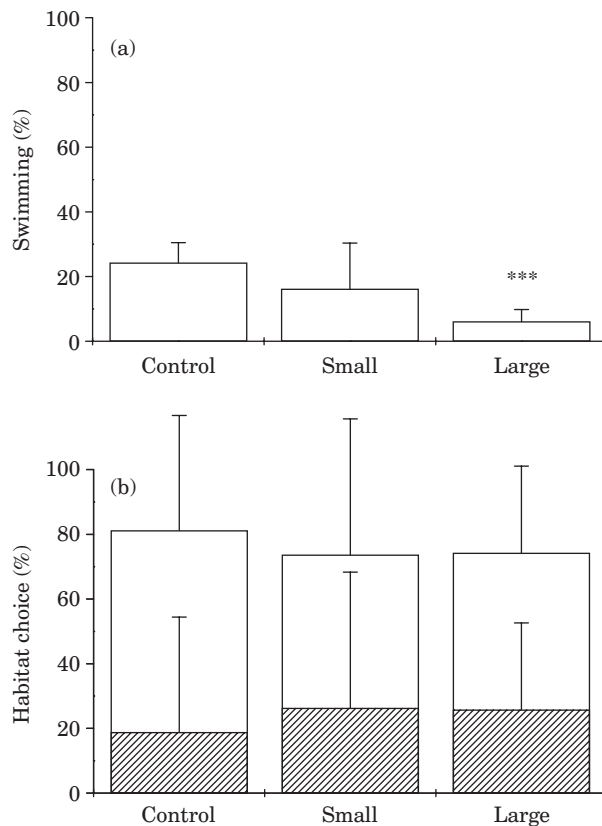 100
(a)
80
60
Swimming (%)
40
20
***
0
Control Small Large
100
(b)
80
60
Habitat choice (%)
40
20
0
Control Small Large